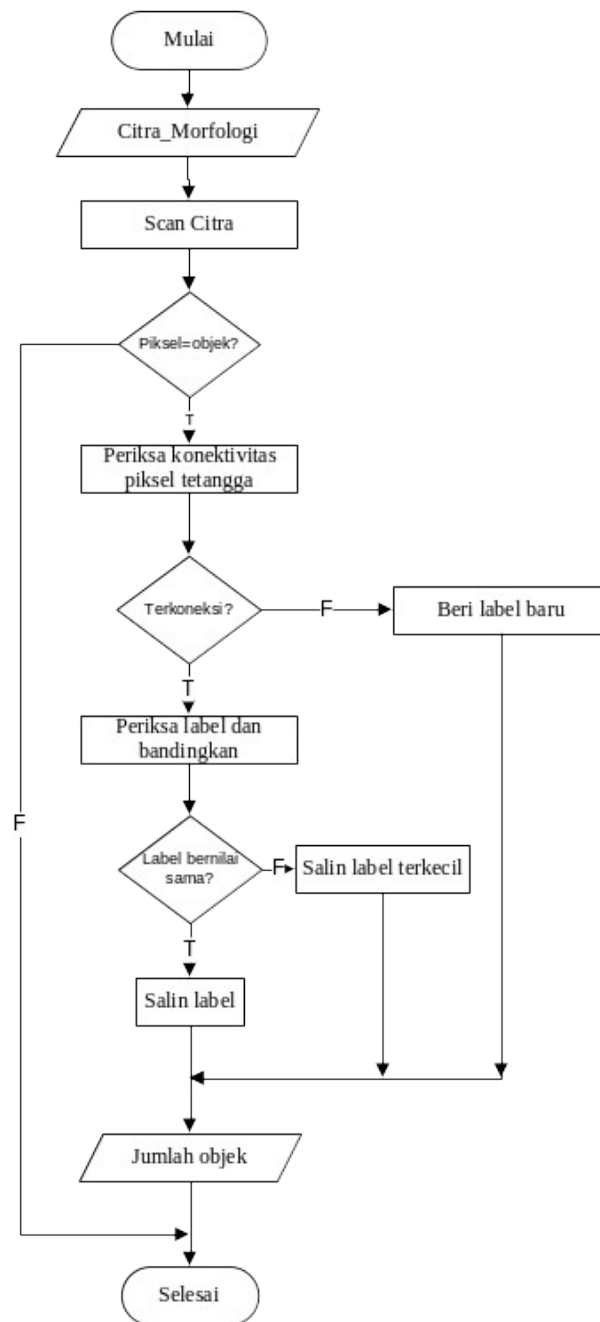 Mulai
Citra_Morfologi
Scan Citra
Piksel=objek?
T
Periksa konektivitas
piksel tetangga
Terkoneksi?
F
Beri label baru
T
Periksa label dan
bandingkan
F
Label bernilai
sama?
F
Salin label terkecil
T
Salin label
Jumlah objek
Selesai